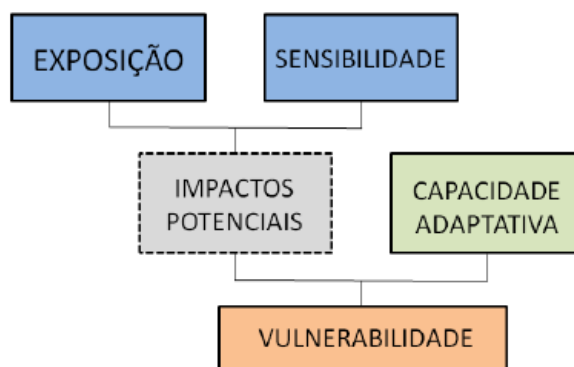 EXPOSIÇÃO
SENSIBILIDADE
IMPACTOS
POTENCIAIS
CAPACIDADE
ADAPTATIVA
VULNERABILIDADE